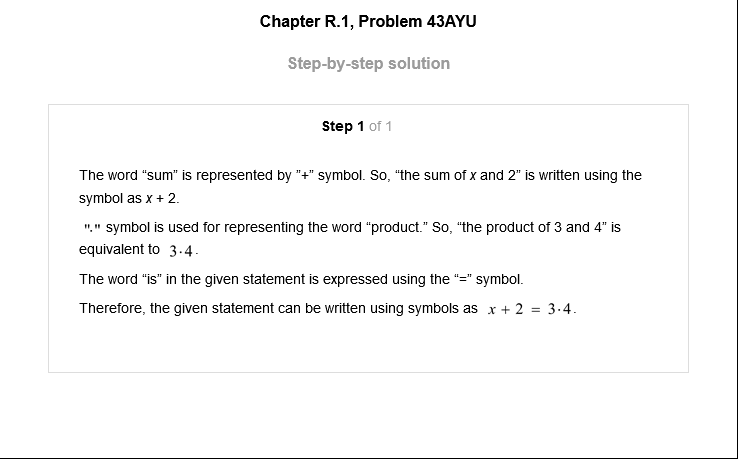 Chapter R.1, Problem 43AYU
Step-by-step solution
Step 1 of 1
The word “sum” is represented by ”+” symbol. So, “the sum of x and 2” is written using the
symbol as x + 2.
"·" symbol is used for representing the word “product.” So, “the product of 3 and 4” is
equivalent to 3·4.
The word “is” in the given statement is expressed using the “=” symbol.
Therefore, the given statement can be written using symbols as x + 2 = 3·4.